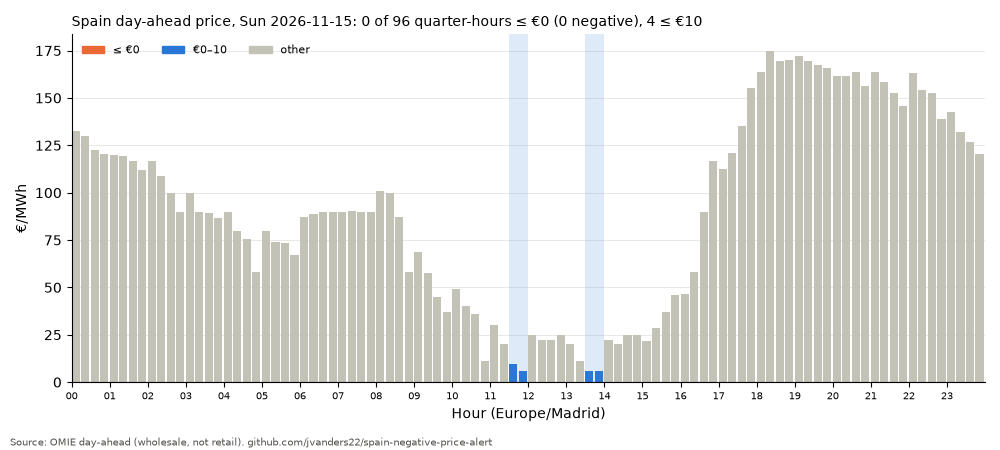 Spain day-ahead price, Sun 2026-11-15: 0 of 96 quarter-hours ≤ €0 (0 negative), 4 ≤ €10
≤ €0 €0–10 other
175
150
125
100
75
50
25
0
€/MWh
00 01 02 03 04 05 06 07 08 09 10 11 12 13 14 15 16 17 18 19 20 21 22 23
Hour (Europe/Madrid)
Source: OMIE day-ahead (wholesale, not retail). github.com/jvanders22/spain-negative-price-alert